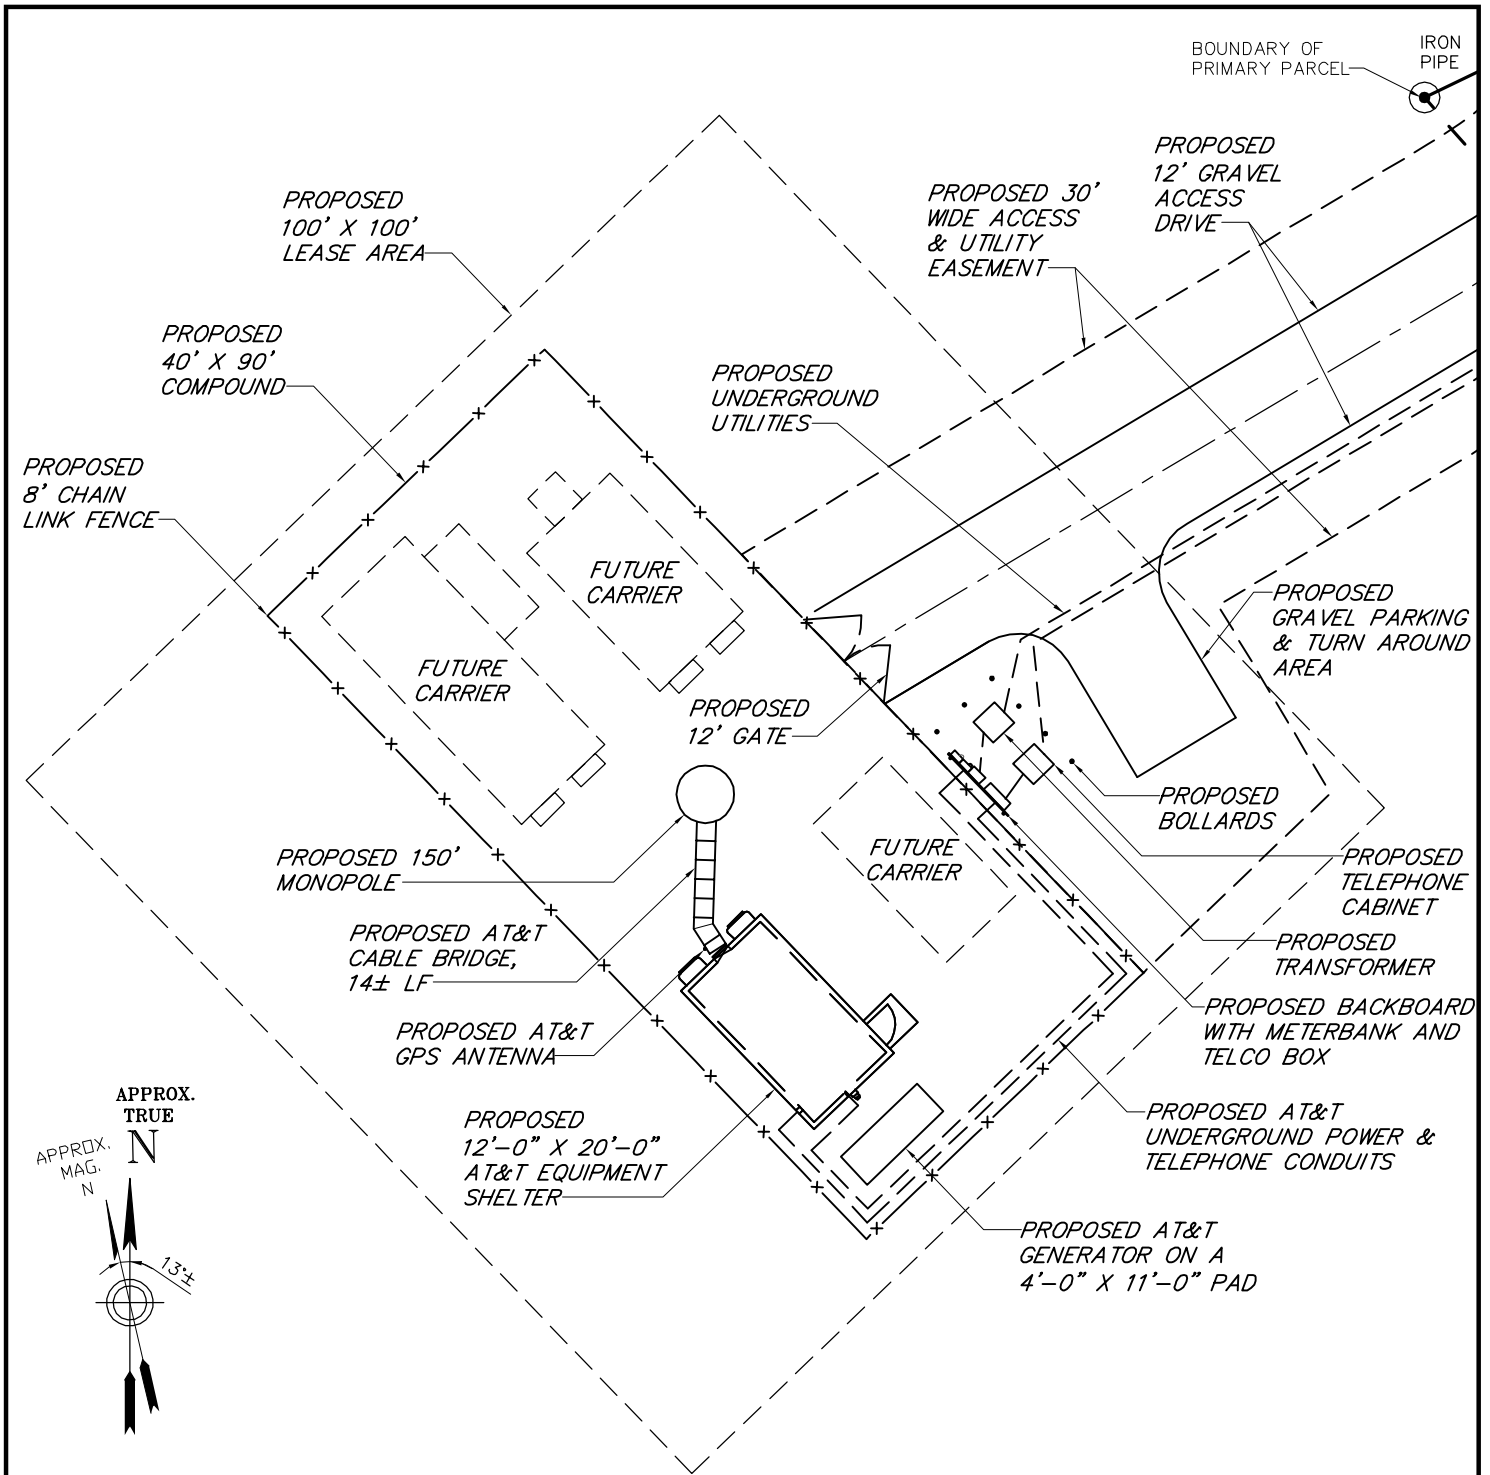 BOUNDARY OF
PRIMARY PARCEL
IRON
PIPE
PROPOSED
12' GRAVEL
ACCESS
DRIVE
PROPOSED 30'
WIDE ACCESS
& UTILITY
EASEMENT
PROPOSED
100' X 100'
LEASE AREA
PROPOSED
40' X 90'
COMPOUND
PROPOSED
UNDERGROUND
UTILITIES
PROPOSED
8' CHAIN
LINK FENCE
FUTURE
CARRIER
FUTURE
CARRIER
PROPOSED
GRAVEL PARKING
& TURN AROUND
AREA
PROPOSED
12' GATE
PROPOSED
BOLLARDS
FUTURE
CARRIER
PROPOSED 150'
MONOPOLE
PROPOSED
TELEPHONE
CABINET
PROPOSED AT&T
CABLE BRIDGE,
14± LF
PROPOSED
TRANSFORMER
PROPOSED BACKBOARD
WITH METERBANK AND
TELCO BOX
PROPOSED AT&T
GPS ANTENNA
PROPOSED
12'-0" X 20'-0"
AT&T EQUIPMENT
SHELTER
PROPOSED AT&T
UNDERGROUND POWER &
TELEPHONE CONDUITS
PROPOSED AT&T
GENERATOR ON A
4'-0" X 11'-0" PAD
APPROX.
TRUE
N
APPROX.
MAG.
N
13°±